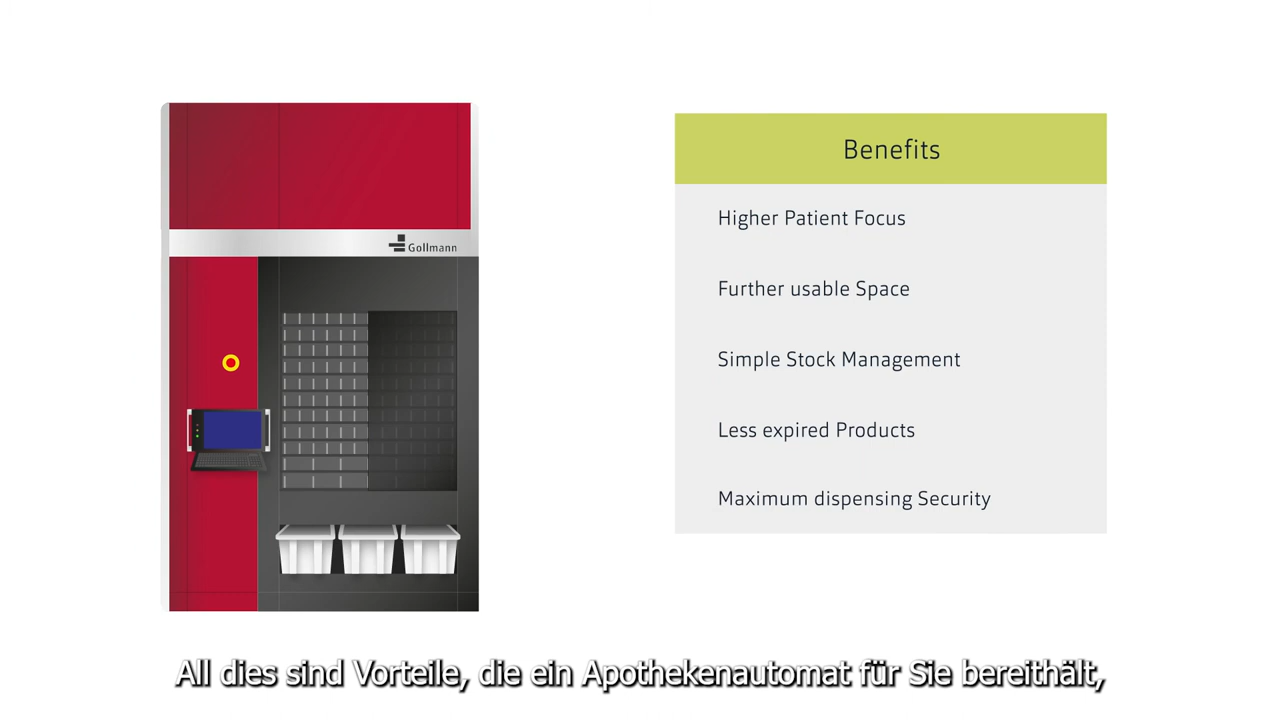 Gollmann
Benefits
Higher Patient Focus
Further usable Space
Simple Stock Management
Less expired Products
Maximum dispensing Security
All dies sind Vorteile, die ein Apothekenautomat für Sie bereithält,